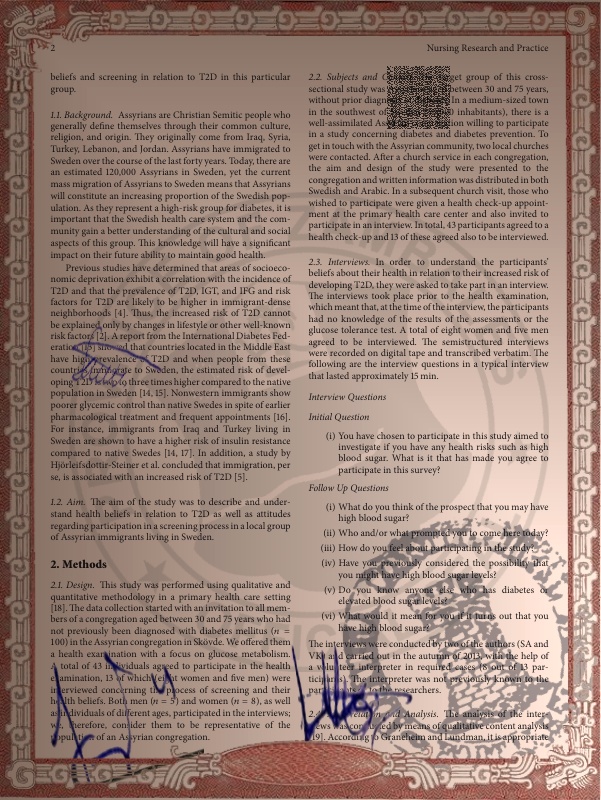 2
Nursing Research and Practice
beliefs and screening in relation to T2D in this particular
group.
1.1. Background. Assyrians are Christian Semitic people who
generally define themselves through their common culture,
religion, and origin. They originally come from Iraq, Syria,
Turkey, Lebanon, and Jordan. Assyrians have immigrated to
Sweden over the course of the last forty years. Today, there are
an estimated 120,000 Assyrians in Sweden, yet the current
mass migration of Assyrians to Sweden means that Assyrians
will constitute an increasing proportion of the Swedish pop-
ulation. As they represent a high-risk group for diabetes, it is
important that the Swedish health care system and the com-
munity gain a better understanding of the cultural and social
aspects of this group. This knowledge will have a significant
impact on their future ability to maintain good health.
Previous studies have determined that areas of socioeco-
nomic deprivation exhibit a correlation with the incidence of
T2D and that the prevalence of T2D, IGT, and IFG and risk
factors for T2D are likely to be higher in immigrant-dense
neighborhoods [4]. Thus, the increased risk of T2D cannot
be explained only by changes in lifestyle or other well-known
risk factors [2]. A report from the International Diabetes Fed-
eration showed that countries located in the Middle East
have high prevalence T2D and when people from these
countries immigrate to Sweden, the estimated risk of devel-
oping T2D three times higher compared to the native
population in Sweden [14, 15]. Nonwestern immigrants show
poorer glycemic control than native Swedes in spite of earlier
pharmacological treatment and frequent appointments [16].
For instance, immigrants from Iraq and Turkey living in
Sweden are shown to have a higher risk of insulin resistance
compared to native Swedes [14, 17]. In addition, a study by
Hjörleifsdottir-Steiner et al. concluded that immigration, per
se, is associated with an increased risk of T2D [5].
1.2. Aim. The aim of the study was to describe and under-
stand health beliefs in relation to T2D as well as attitudes
regarding participation in a screening process in a local group
of Assyrian immigrants living in Sweden.
2. Methods
2.1. Design. This study was performed using qualitative and
quantitative methodology in a primary health care setting
[18]. The data collection started with an invitation to all mem-
bers of a congregation aged between 30 and 75 years who had
not previously been diagnosed with diabetes mellitus (n =
100) in the Assyrian congregation in Skövde. We offered them
a health examination with a focus on glucose metabolism.
A total of 43 individuals agreed to participate in the health
examination, 13 of which (eight women and five men) were
interviewed concerning the process of screening and their
health beliefs. Both men (n = 5) and women (n = 8), as well
as individuals of different ages, participated in the interviews;
we, therefore, consider them to be representative of the
population of an Assyrian congregation.
2.2. Subjects and target group of this cross-
sectional study was between 30 and 75 years,
without prior In a medium-sized town
in the southwest of inhabitants), there is a
well-assimilated willing to participate
in a study concerning diabetes and diabetes prevention. To
get in touch with the Assyrian community, two local churches
were contacted. After a church service in each congregation,
the aim and design of the study were presented to the
congregation and written information was distributed in both
Swedish and Arabic. In a subsequent church visit, those who
wished to participate were given a health check-up appoint-
ment at the primary health care center and also invited to
participate in an interview. In total, 43 participants agreed to a
health check-up and 13 of these agreed also to be interviewed.
2.3. Interviews. In order to understand the participants'
beliefs about their health in relation to their increased risk of
developing T2D, they were asked to take part in an interview.
The interviews took place prior to the health examination,
which meant that, at the time of the interview, the participants
had no knowledge of the results of the assessments or the
glucose tolerance test. A total of eight women and five men
agreed to be interviewed. The semistructured interviews
were recorded on digital tape and transcribed verbatim. The
following are the interview questions in a typical interview
that lasted approximately 15 min.
Interview Questions
Initial Question
(i) You have chosen to participate in this study aimed to
investigate if you have any health risks such as high
blood sugar. What is it that has made you agree to
participate in this survey?
Follow Up Questions
(i) What do you think of the prospect that you may have
high blood sugar?
(ii) Who and/or what prompted you to come here today?
(iii) How do you feel about participating in the study?
(iv) Have you previously considered the possibility that
you might have high blood sugar levels?
(v) Do you know anyone else who has diabetes or
elevated blood sugar levels?
(vi) What would it mean for you if it turns out that you
have high blood sugar?
The interviews were conducted by two of the authors (SA and
VK) and carried out in the autumn of 2013, with the help of
a volunteer interpreter in required cases (8 out of 13 par-
ticipants). The interpreter was not previously known to the
to the researchers.
and Analysis. The analysis of the inter-
views was conducted by means of qualitative content analysis
[19]. According to Graneheim and Lundman, it is appropriate